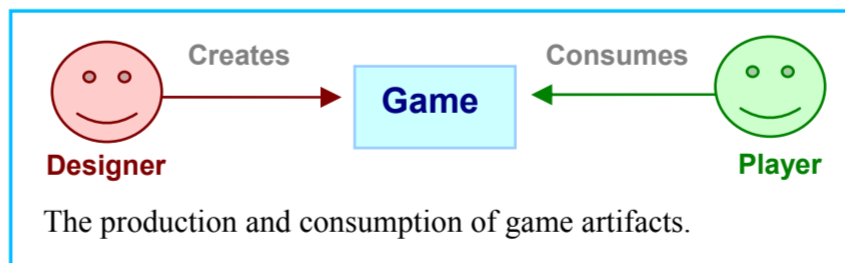 Creates
Consumes
Game
Designer
Player
The production and consumption of game artifacts.